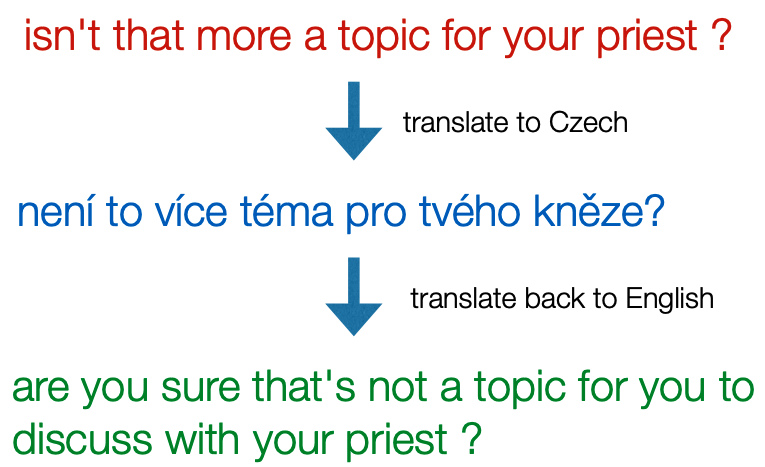 isn't that more a topic for your priest ?
translate to Czech
není to více téma pro tvého kněze?
translate back to English
are you sure that's not a topic for you to
discuss with your priest ?